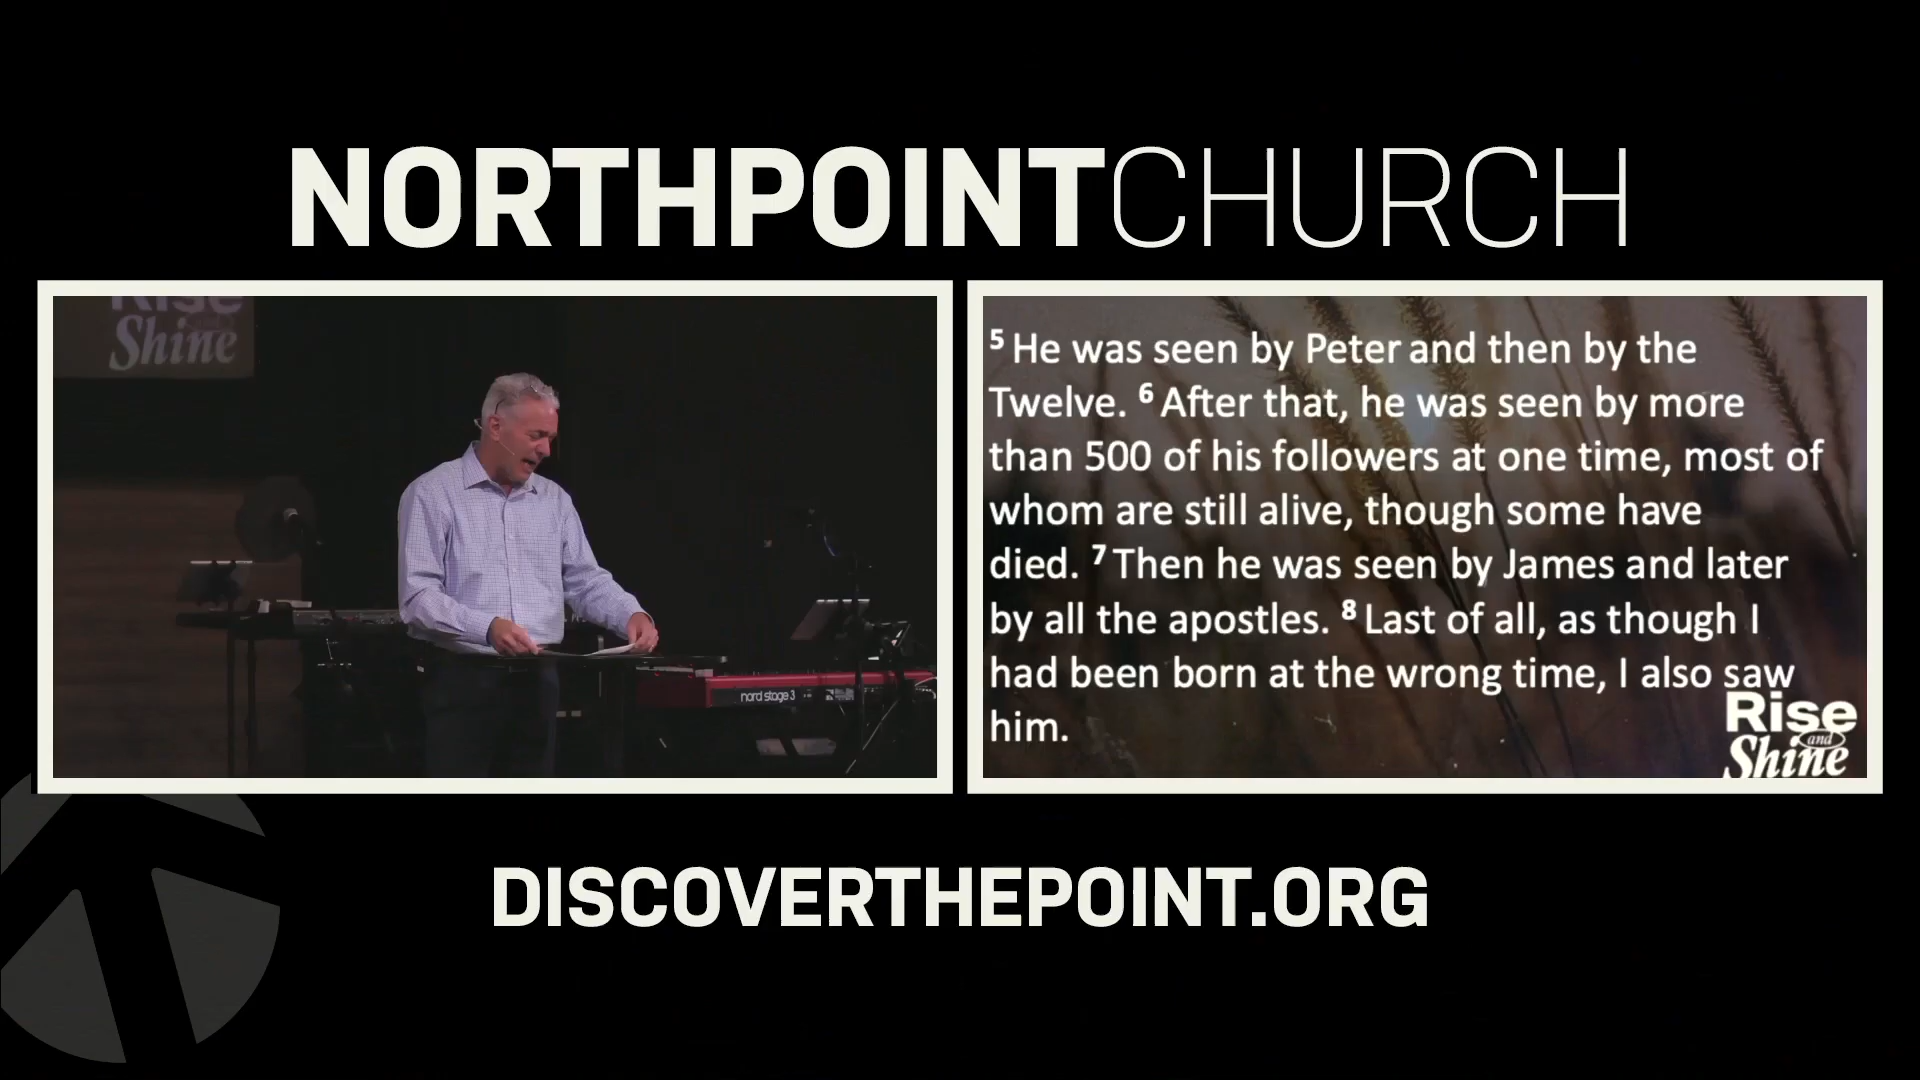 NORTHPOINTCHURCH
Rise
and
Shine
nord stage 3
⁵ He was seen by Peter and then by the
Twelve. ⁶ After that, he was seen by more
than 500 of his followers at one time, most of
whom are still alive, though some have
died. ⁷ Then he was seen by James and later
by all the apostles. ⁸ Last of all, as though I
had been born at the wrong time, I also saw
him.
Rise
and
Shine
DISCOVERTHEPOINT.ORG